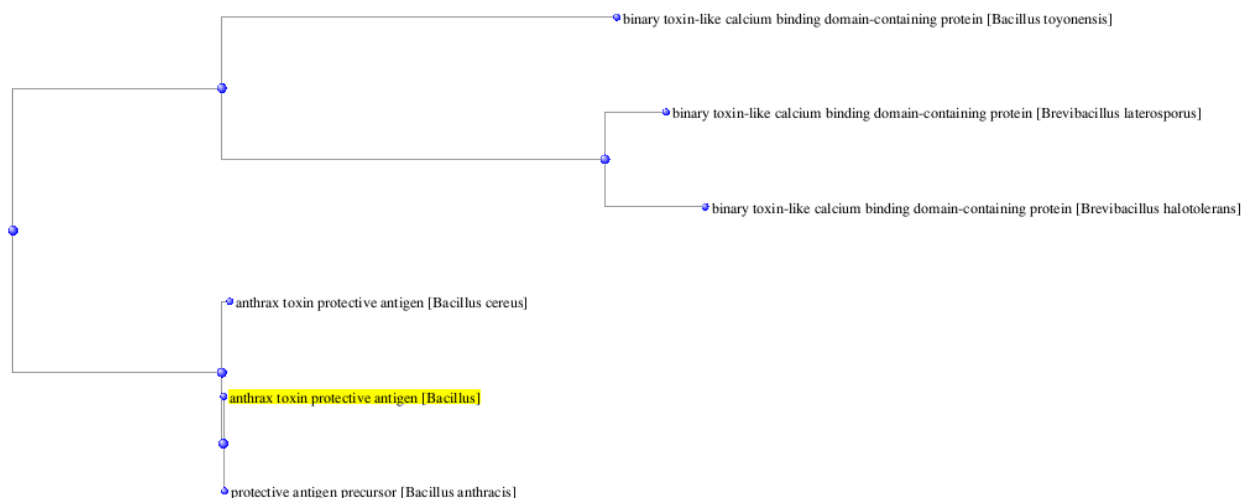 binary toxin-like calcium binding domain-containing protein [Bacillus toyonensis]
binary toxin-like calcium binding domain-containing protein [Brevibacillus laterosporus]
binary toxin-like calcium binding domain-containing protein [Brevibacillus halotolerans]
anthrax toxin protective antigen [Bacillus cereus]
anthrax toxin protective antigen [Bacillus]
protective antigen precursor [Bacillus anthracis]